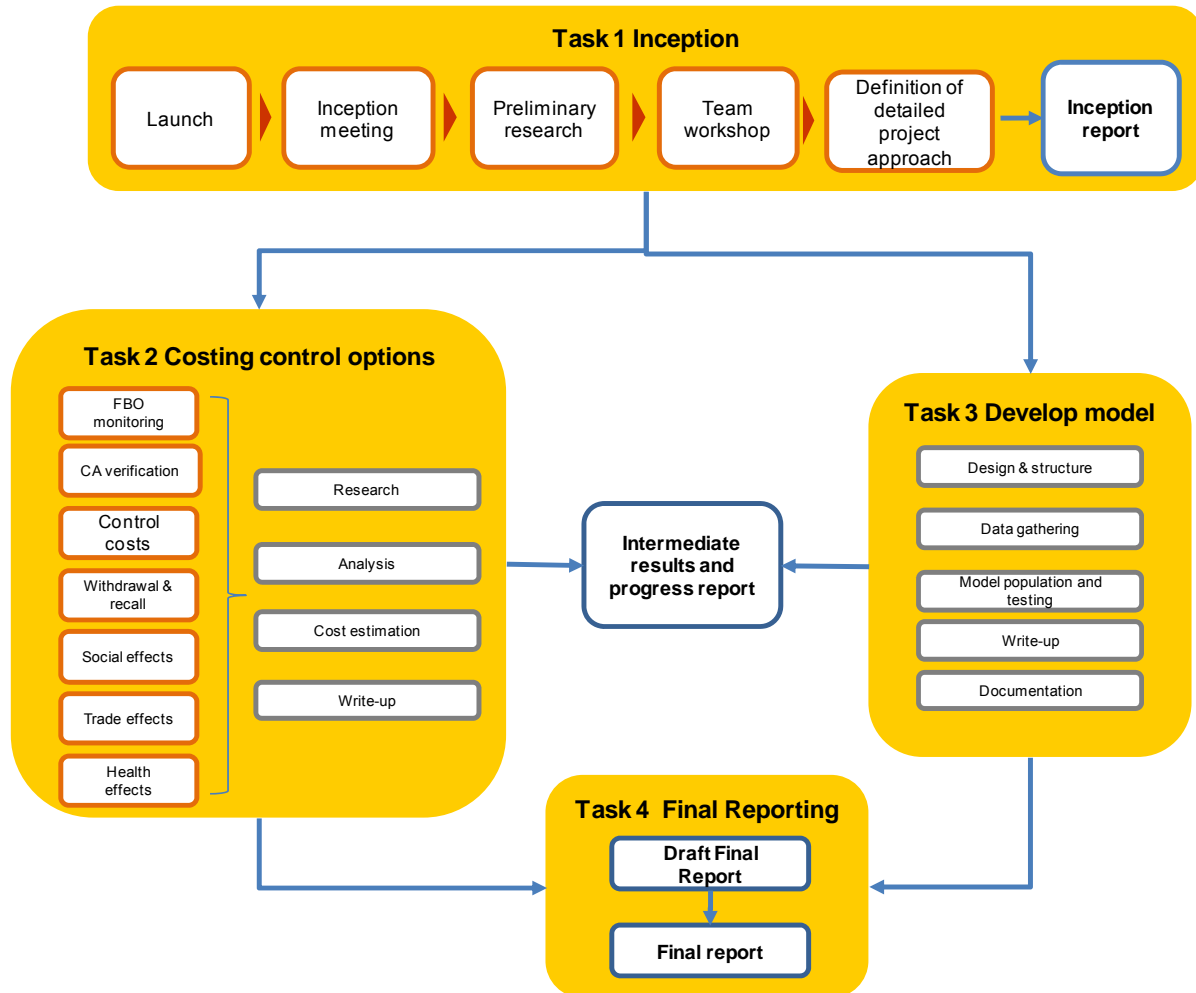 Task 1 Inception
Launch
Inception
meeting
Preliminary
research
Team
workshop
Definition of
detailed
project
approach
Inception
report
Task 2 Costing control options
FBO
monitoring
CA verification
Control
costs
Withdrawal &
recall
Social effects
Trade effects
Health
effects
Research
Analysis
Cost estimation
Write-up
Intermediate
results and
progress report
Task 3 Develop model
Design & structure
Data gathering
Model population and
testing
Write-up
Documentation
Task 4 Final Reporting
Draft Final
Report
Final report